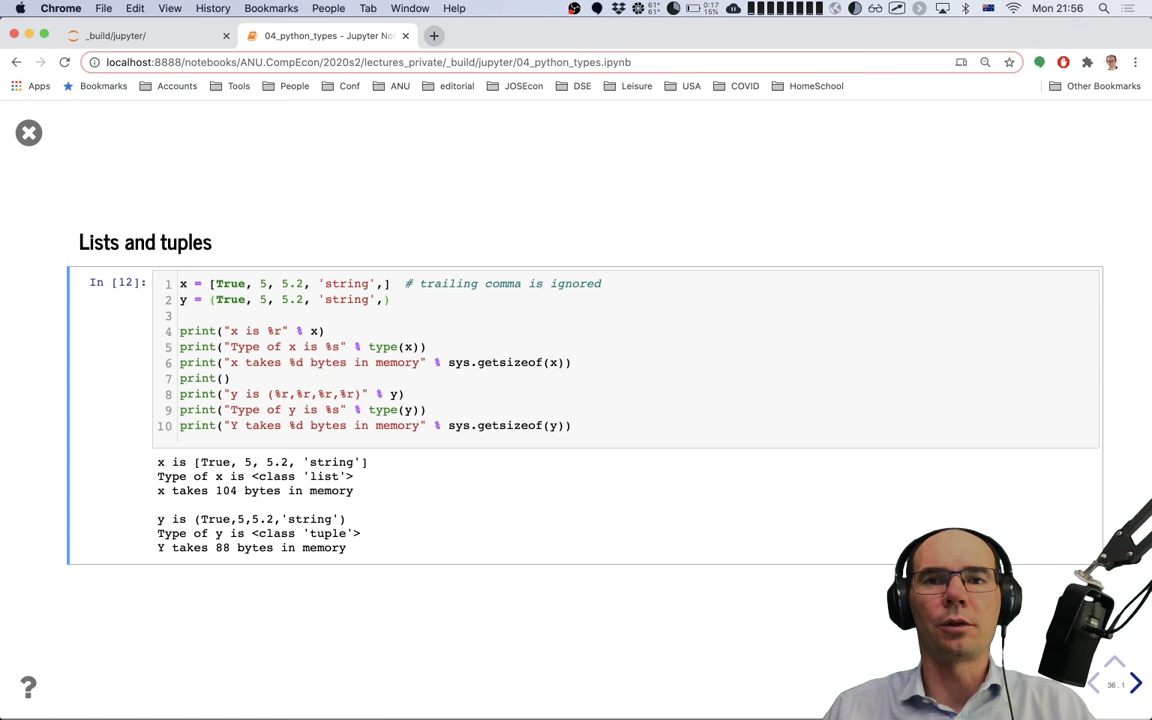 Chrome File Edit View History Bookmarks People Tab Window Help 61° 61° 0:17 15% Mon 21:56
_build/jupyter/ 04_python_types - Jupyter No
localhost:8888/notebooks/ANU.CompEcon/2020s2/lectures_private/_build/jupyter/04_python_types.ipynb
Apps Bookmarks Accounts Tools People Conf ANU editorial JOSEcon DSE Leisure USA COVID HomeSchool Other Bookmarks
Lists and tuples
In [12]:
1 x = [True, 5, 5.2, 'string',] # trailing comma is ignored
2 y = (True, 5, 5.2, 'string',)
3
4 print("x is %r" % x)
5 print("Type of x is %s" % type(x))
6 print("x takes %d bytes in memory" % sys.getsizeof(x))
7 print()
8 print("y is (%r,%r,%r,%r)" % y)
9 print("Type of y is %s" % type(y))
10 print("Y takes %d bytes in memory" % sys.getsizeof(y))
x is [True, 5, 5.2, 'string']
Type of x is <class 'list'>
x takes 104 bytes in memory
y is (True,5,5.2,'string')
Type of y is <class 'tuple'>
Y takes 88 bytes in memory
?
36.1